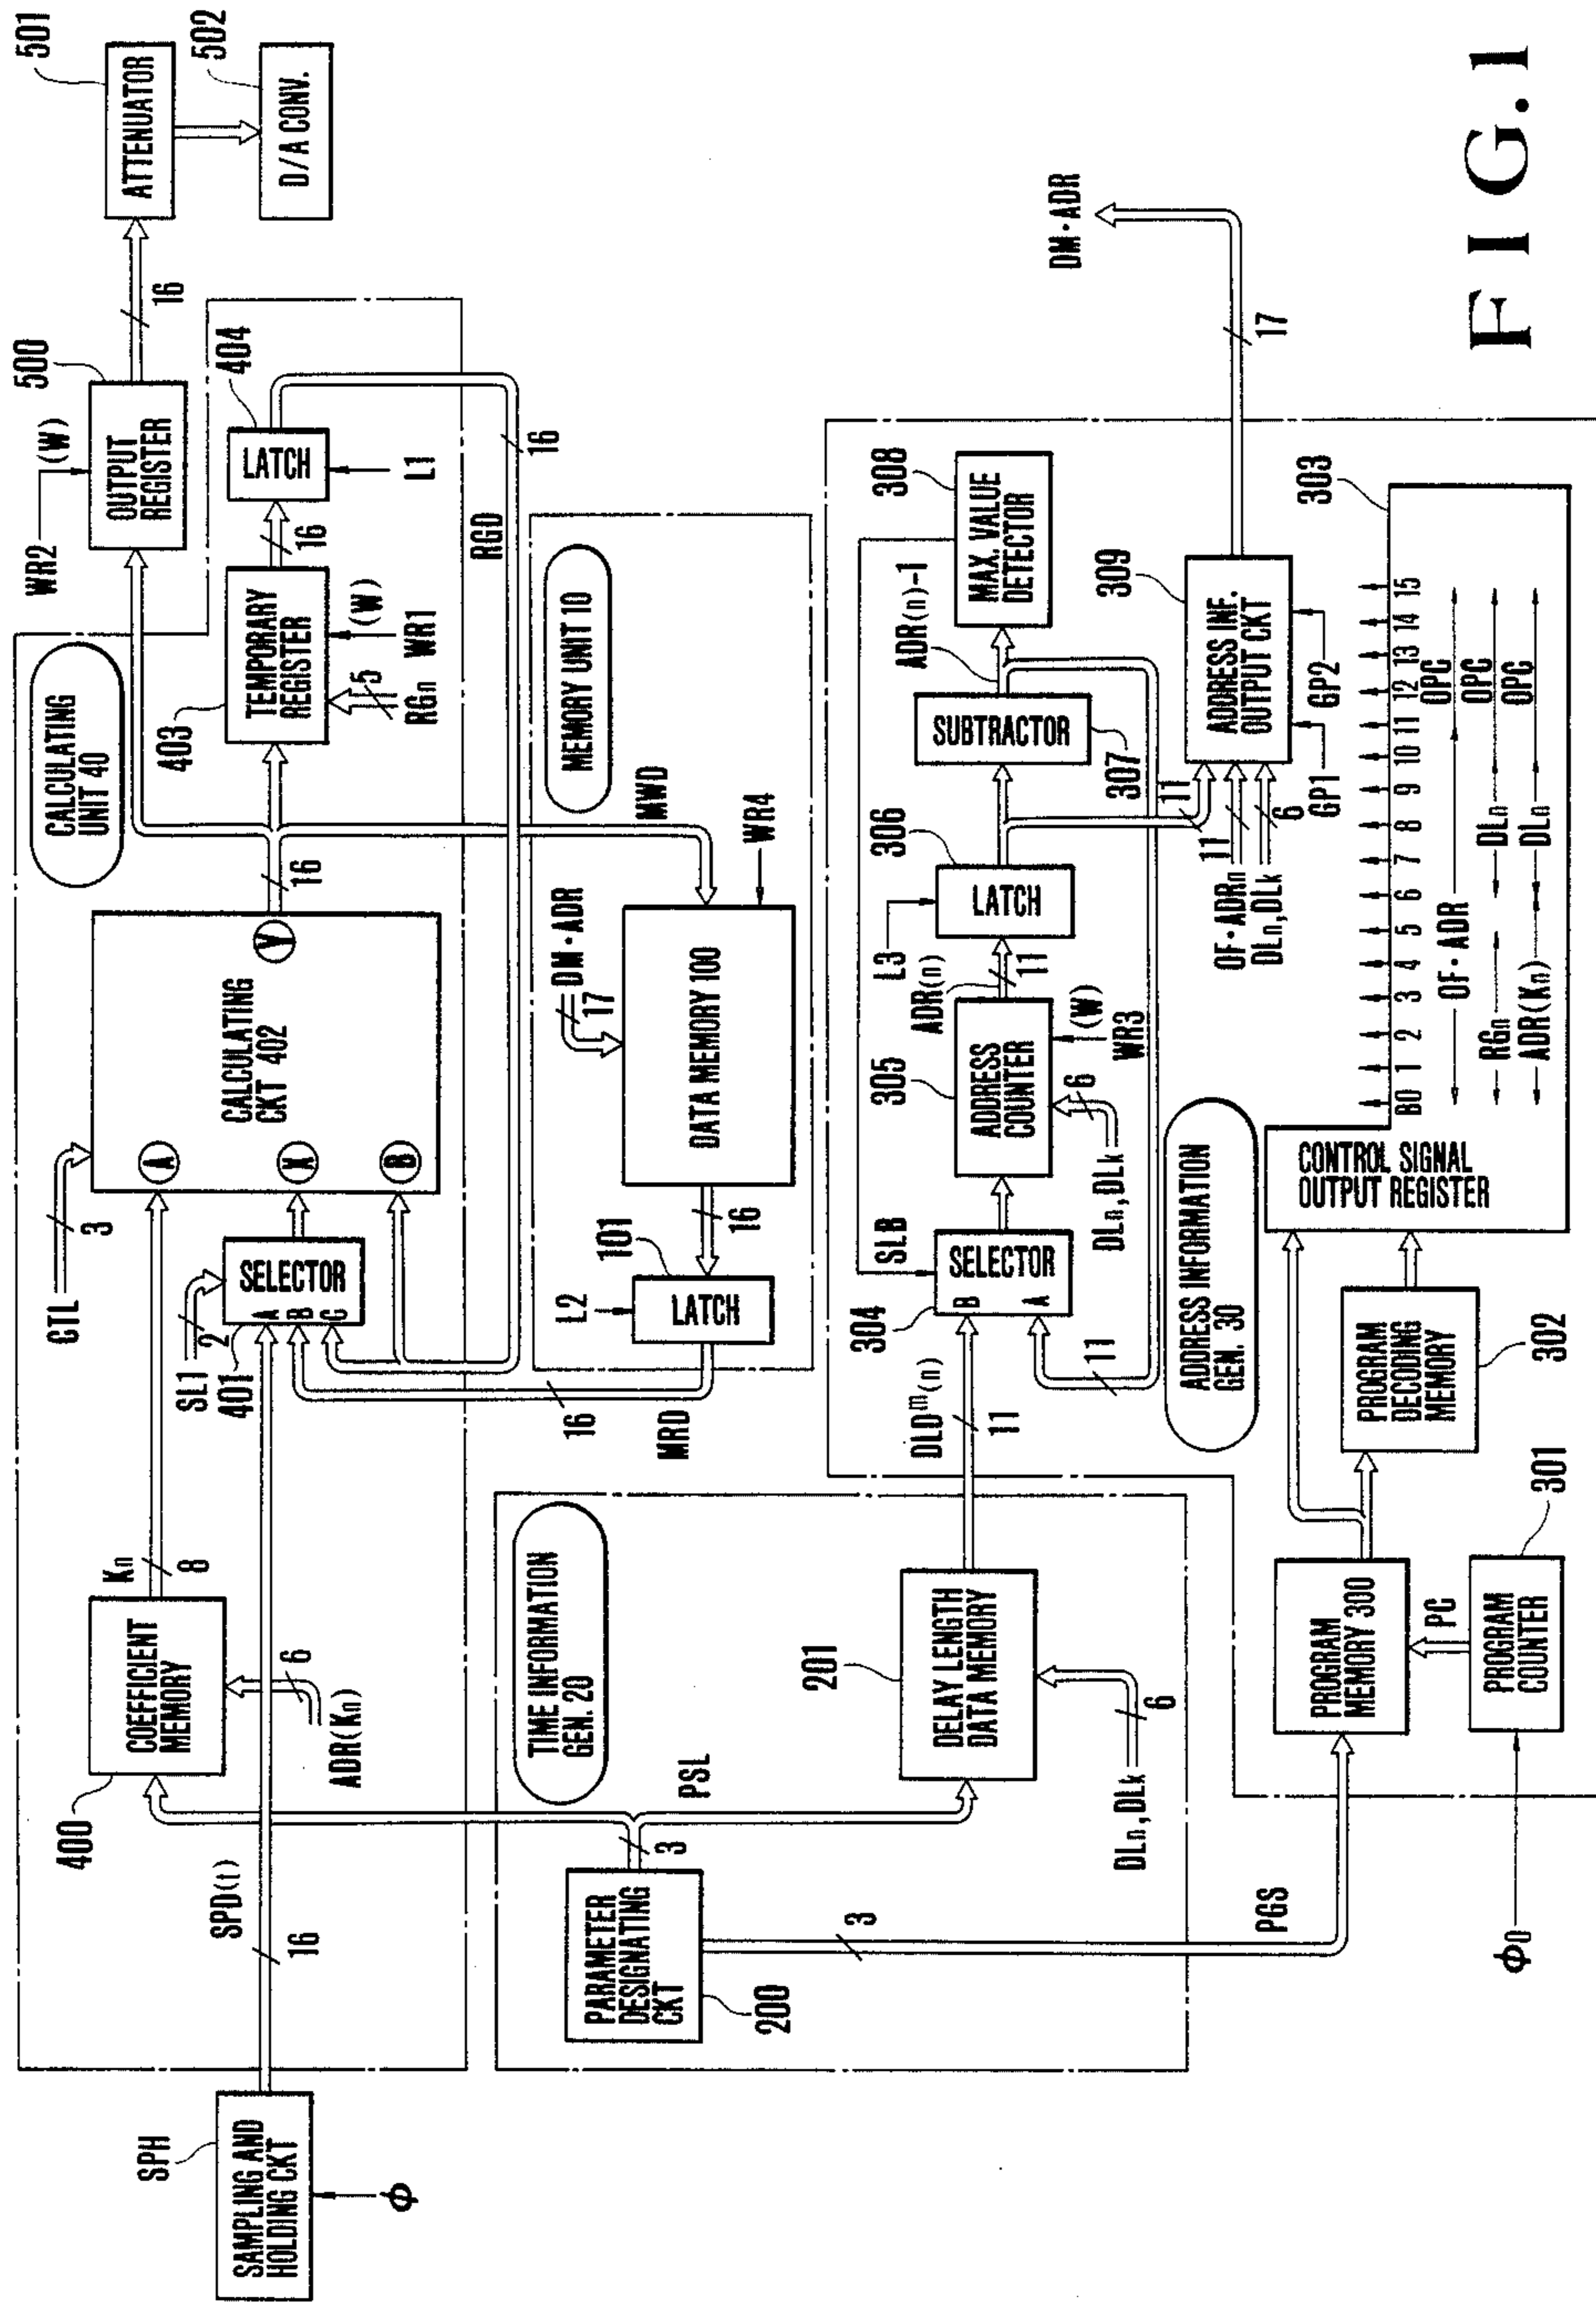 SPH
SAMPLING AND
HOLDING CKT
Φ
SPD(t)
16
400
COEFFICIENT
MEMORY
Kn
8
6
ADR(Kn)
CTL
3
SL1
2
401
A
B
C
SELECTOR
A
X
B
CALCULATING
CKT 402
Y
16
CALCULATING
UNIT 40
403
TEMPORARY
REGISTER
5
RGn
(W)
WR1
16
404
LATCH
L1
RGD
16
WR2
(W)
500
OUTPUT
REGISTER
16
501
ATTENUATOR
502
D/A CONV.
MEMORY UNIT 10
MWD
WR4
DM·ADR
17
DATA MEMORY 100
16
101
L2
LATCH
16
MRD
TIME INFORMATION
GEN. 20
PARAMETER
DESIGNATING
CKT
200
3
PSL
3
PGS
201
DELAY LENGTH
DATA MEMORY
6
DLn,DLk
DLDm(n)
11
304
SLB
B
A
SELECTOR
11
305
ADDRESS
COUNTER
6
DLn,DLk
(W)
WR3
ADR(n)
11
L3
306
LATCH
SUBTRACTOR
307
ADR(n)-1
308
MAX. VALUE
DETECTOR
11
11
6
OF·ADRn
DLn,DLk
309
ADDRESS INF.
OUTPUT CKT
GP1
GP2
17
DM·ADR
ADDRESS INFORMATION
GEN. 30
Φ0
PROGRAM
COUNTER
301
PC
PROGRAM
MEMORY 300
PROGRAM
DECODING
MEMORY
302
CONTROL SIGNAL
OUTPUT REGISTER
303
B0 1 2 3 4 5 6 7 8 9 10 11 12 13 14 15
OF·ADR OPC
RGn DLn OPC
ADR(Kn) DLn OPC
FIG.1